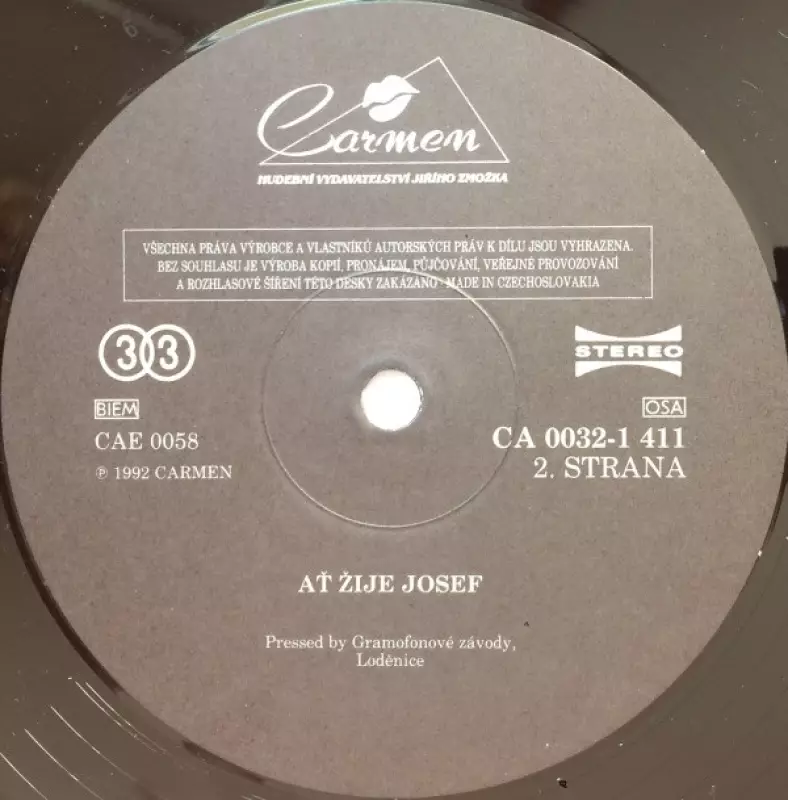 Carmen
HUDEBNÍ VYDAVATELSTVÍ JIŘÍHO ZMOŽKA
VŠECHNA PRÁVA VÝROBCE A VLASTNÍKŮ AUTORSKÝCH PRÁV K DÍLU JSOU VYHRAZENA.
BEZ SOUHLASU JE VÝROBA KOPIÍ, PRONÁJEM, PŮJČOVÁNÍ, VEŘEJNÉ PROVOZOVÁNÍ
A ROZHLASOVÉ ŠÍŘENÍ TÉTO DESKY ZAKÁZÁNO · MADE IN CZECHOSLOVAKIA
33
STEREO
BIEM
OSA
CAE 0058
CA 0032-1 411
℗ 1992 CARMEN
2. STRANA
AŤ ŽIJE JOSEF
Pressed by Gramofonové závody,
Loděnice